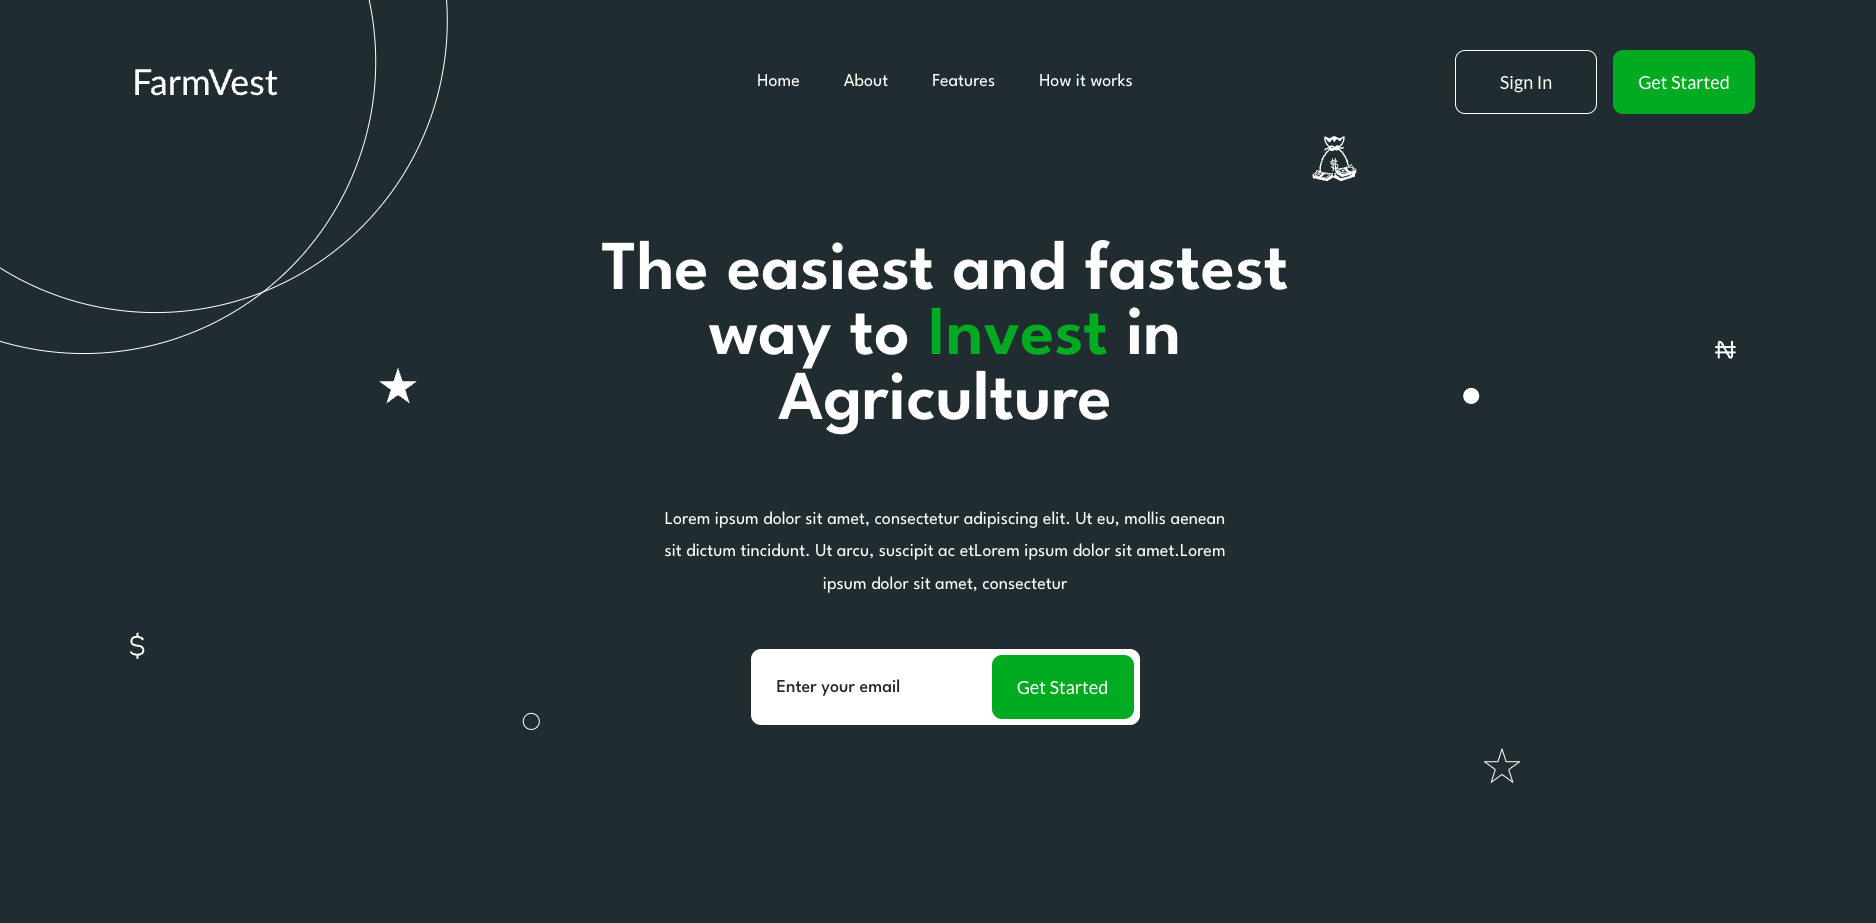 FarmVest
Home About Features How it works
Sign In
Get Started
The easiest and fastest
way to Invest in
Agriculture
₦
Lorem ipsum dolor sit amet, consectetur adipiscing elit. Ut eu, mollis aenean
sit dictum tincidunt. Ut arcu, suscipit ac etLorem ipsum dolor sit amet.Lorem
ipsum dolor sit amet, consectetur
$
Enter your email
Get Started